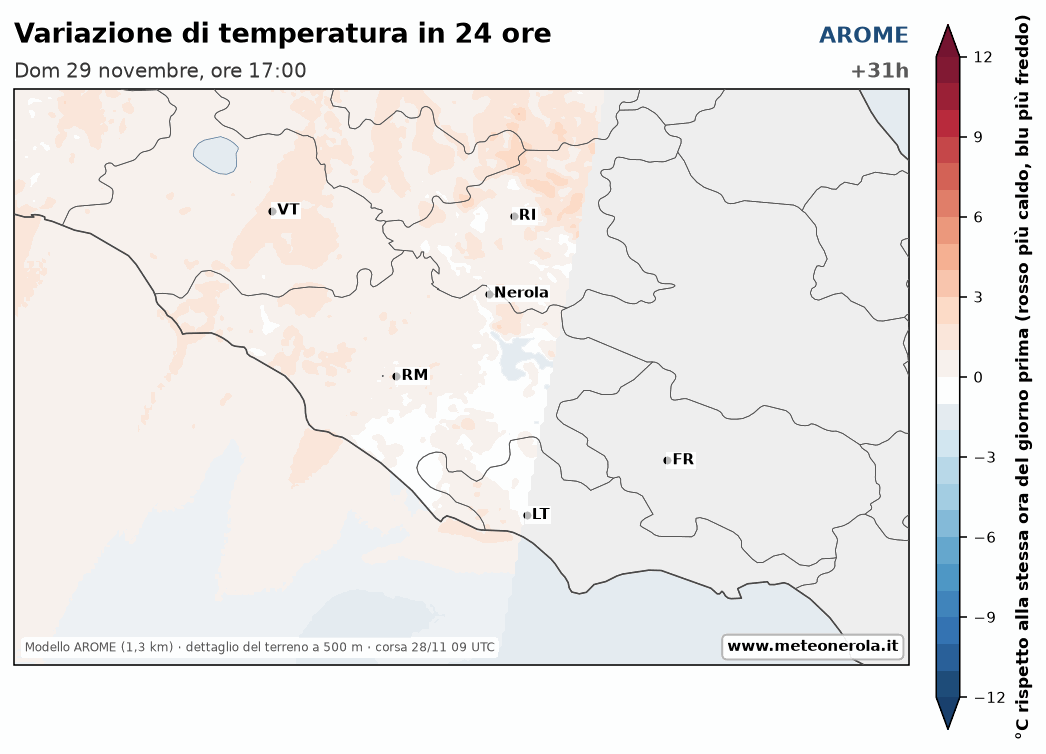 Variazione di temperatura in 24 ore
AROME
Dom 29 novembre, ore 17:00
+31h
VT
RI
Nerola
RM
FR
LT
Modello AROME (1,3 km) · dettaglio del terreno a 500 m · corsa 28/11 09 UTC
www.meteonerola.it
12
9
6
3
0
−3
−6
−9
−12
°C rispetto alla stessa ora del giorno prima (rosso più caldo, blu più freddo)